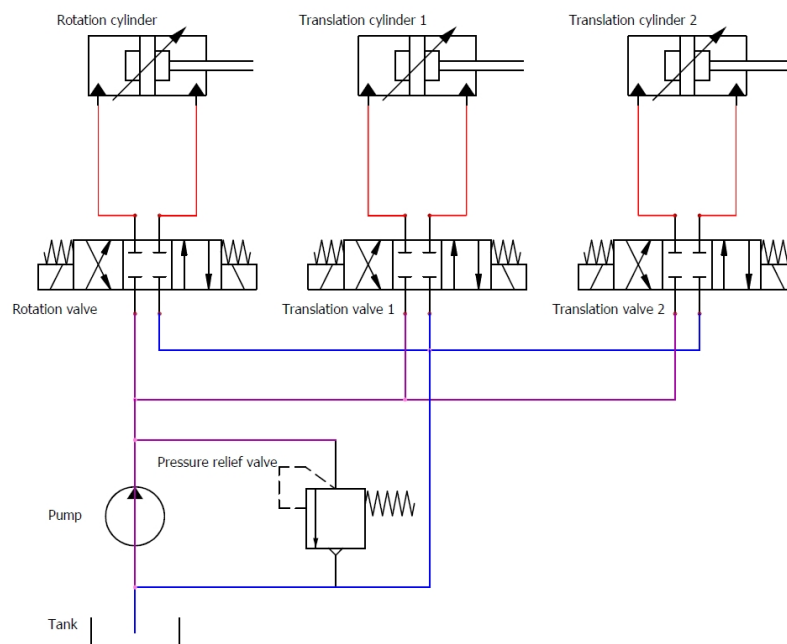 Rotation cylinder
Translation cylinder 1
Translation cylinder 2
Rotation valve
Translation valve 1
Translation valve 2
Pressure relief valve
Pump
Tank